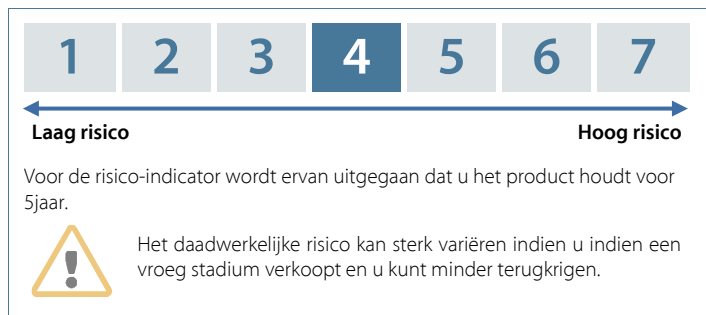 1 2 3 4 5 6 7
Laag risico Hoog risico
Voor de risico-indicator wordt ervan uitgegaan dat u het product houdt voor
5jaar.
Het daadwerkelijke risico kan sterk variëren indien u indien een
vroeg stadium verkoopt en u kunt minder terugkrigen.